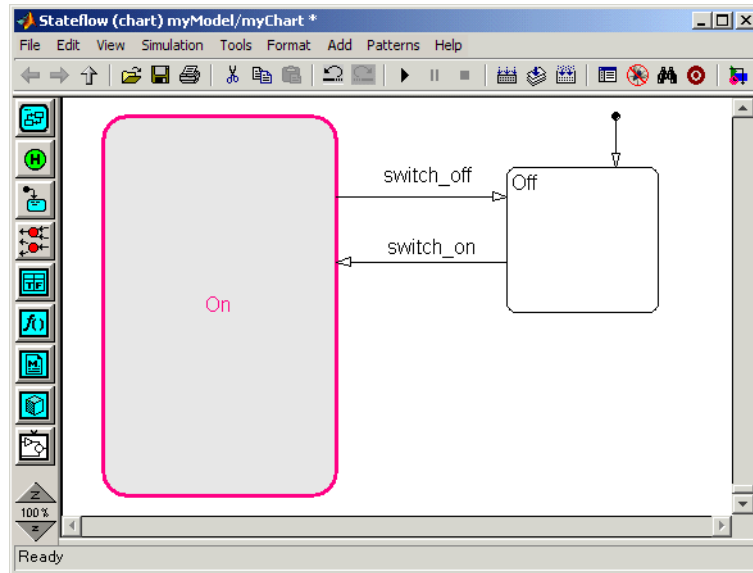 Stateflow (chart) myModel/myChart *
File Edit View Simulation Tools Format Add Patterns Help
switch_off
Off
H
switch_on
TF
On
f()
M
Z
100%
z
Ready